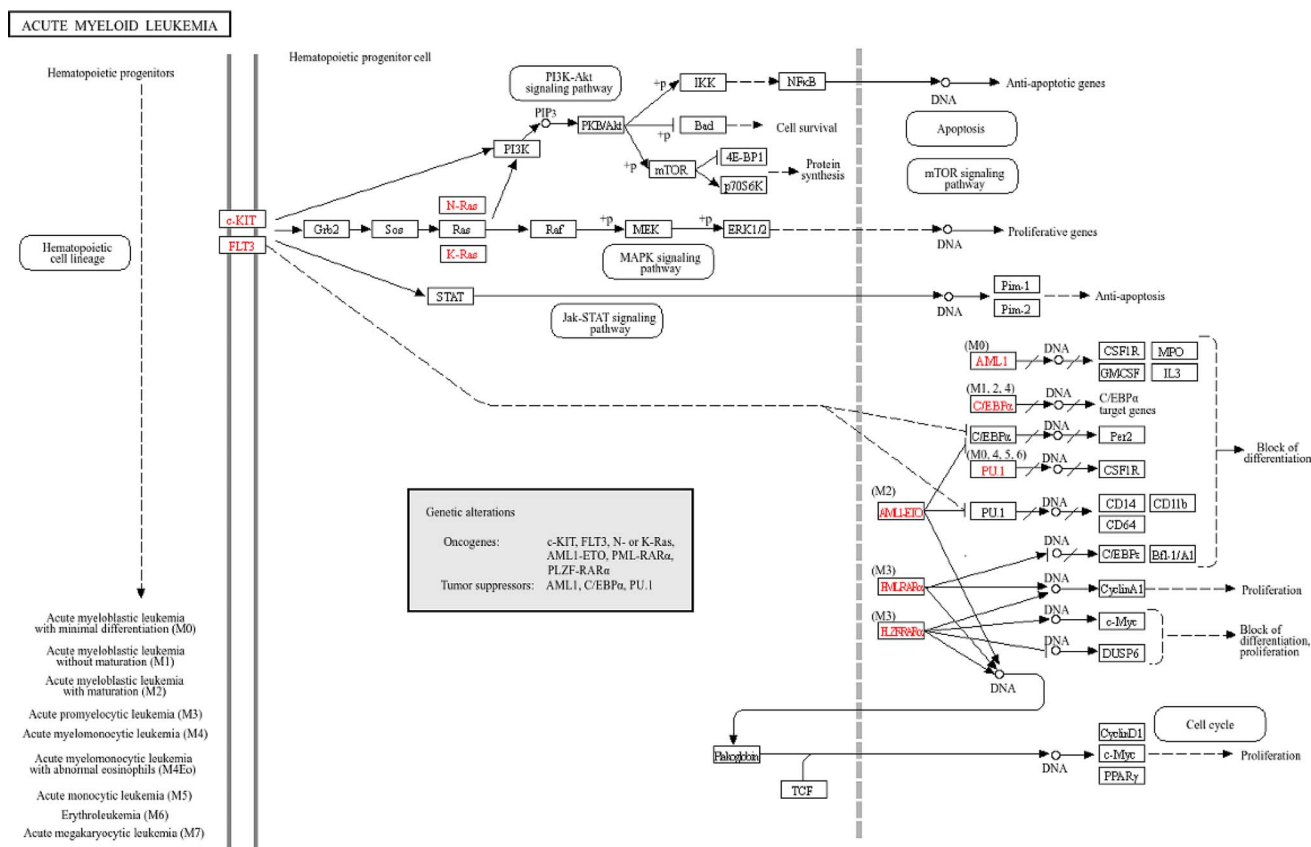 ACUTE MYELOID LEUKEMIA
Hematopoietic progenitors
Hematopoietic cell lineage
Acute myeloblastic leukemia
with minimal differentiation (M0)
Acute myeloblastic leukemia
without maturation (M1)
Acute myeloblastic leukemia
with maturation (M2)
Acute promyelocytic leukemia (M3)
Acute myelomonocytic leukemia (M4)
Acute myelomonocytic leukemia
with abnormal eosinophils (M4Eo)
Acute monocytic leukemia (M5)
Erythroleukemia (M6)
Acute megakaryocytic leukemia (M7)
Hematopoietic progenitor cell
PI3K-Akt
signaling pathway
c-KIT
FLT3
PI3K
PIP3
PKB/Akt
+p
IKK
NFκB
DNA
Anti-apoptotic genes
+p
Bad
Cell survival
Apoptosis
+p
mTOR
4E-BP1
p70S6K
Protein
synthesis
mTOR signaling
pathway
Grb2
Sos
N-Ras
Ras
K-Ras
Raf
+p
MEK
+p
ERK1/2
DNA
Proliferative genes
MAPK signaling
pathway
STAT
DNA
Pim-1
Pim-2
Anti-apoptosis
Jak-STAT signaling
pathway
(M0)
AML1
DNA
CSF1R
MPO
GMCSF
IL3
(M1, 2, 4)
C/EBPα
DNA
C/EBPα
target genes
C/EBPα
DNA
Per2
(M0, 4, 5, 6)
PU.1
DNA
CSF1R
Block of
differentiation
(M2)
AML1-ETO
PU.1
DNA
CD14
CD11b
CD64
DNA
C/EBPε
Bfl-1/A1
(M3)
PMLRARα
DNA
CyclinA1
Proliferation
(M3)
PLZFRARα
DNA
c-Myc
DNA
DUSP6
Block of
differentiation,
proliferation
DNA
Genetic alterations
Oncogenes: c-KIT, FLT3, N- or K-Ras,
AML1-ETO, PML-RARα,
PLZF-RARα
Tumor suppressors: AML1, C/EBPα, PU.1
Plakoglobin
TCF
DNA
CyclinD1
c-Myc
PPARγ
Cell cycle
Proliferation